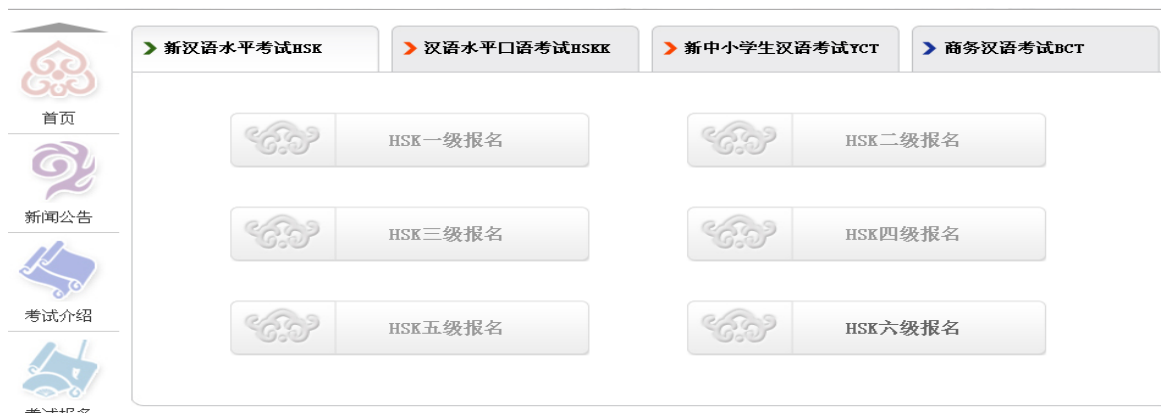 新汉语水平考试HSK
汉语水平口语考试HSKK
新中小学生汉语考试YCT
商务汉语考试BCT
首页
新闻公告
考试介绍
考试报名
HSK一级报名
HSK二级报名
HSK三级报名
HSK四级报名
HSK五级报名
HSK六级报名